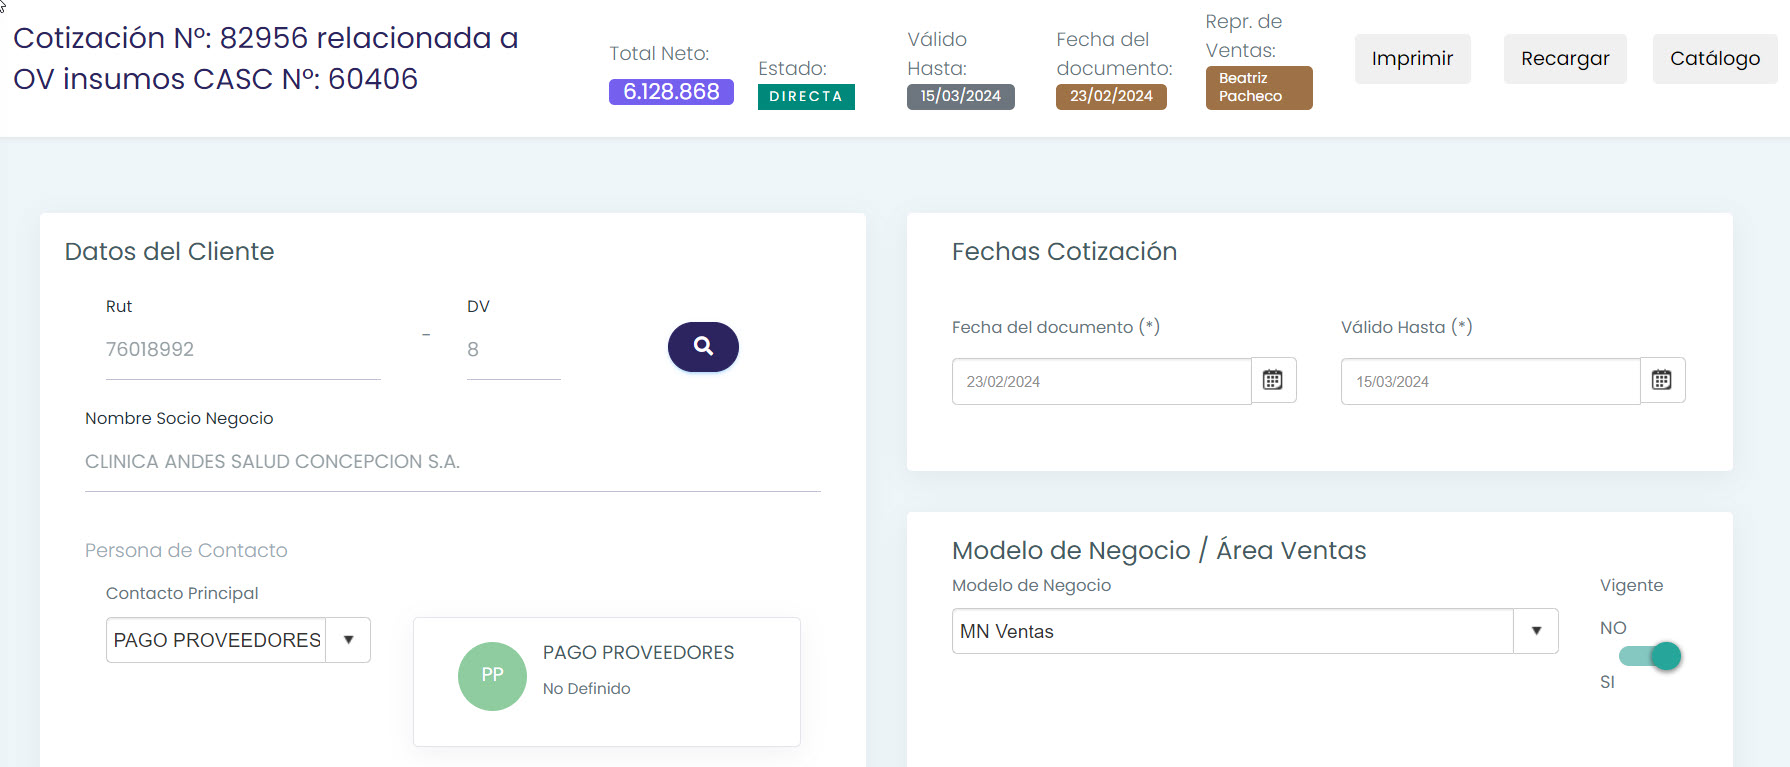 Cotización Nº: 82956 relacionada a
OV insumos CASC Nº: 60406
Total Neto:
6.128.868
Estado:
DIRECTA
Válido
Hasta:
15/03/2024
Fecha del
documento:
23/02/2024
Repr. de
Ventas:
Beatriz
Pacheco
Imprimir
Recargar
Catálogo
Datos del Cliente
Rut
DV
76018992
-
8
Nombre Socio Negocio
CLINICA ANDES SALUD CONCEPCION S.A.
Persona de Contacto
Contacto Principal
PAGO PROVEEDORES
PP
PAGO PROVEEDORES
No Definido
Fechas Cotización
Fecha del documento (*)
Válido Hasta (*)
23/02/2024
15/03/2024
Modelo de Negocio / Área Ventas
Modelo de Negocio
Vigente
MN Ventas
NO
SI